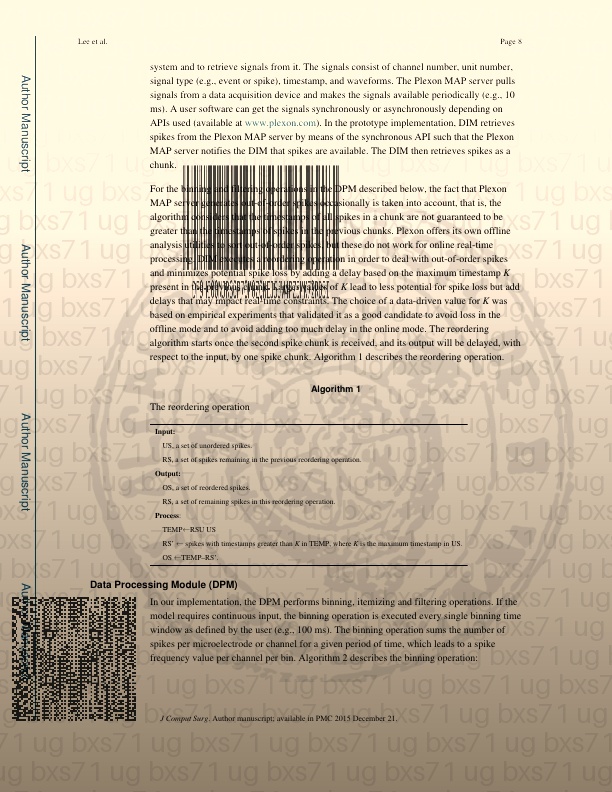 Lee et al. Page 8
system and to retrieve signals from it. The signals consist of channel number, unit number,
signal type (e.g., event or spike), timestamp, and waveforms. The Plexon MAP server pulls
signals from a data acquisition device and makes the signals available periodically (e.g., 10
ms). A user software can get the signals synchronously or asynchronously depending on
APIs used (available at www.plexon.com). In the prototype implementation, DIM retrieves
spikes from the Plexon MAP server by means of the synchronous API such that the Plexon
MAP server notifies the DIM that spikes are available. The DIM then retrieves spikes as a
chunk.
For the binning and filtering operations in the DPM described below, the fact that Plexon
MAP server generates out-of-order spikes occasionally is taken into account, that is, the
algorithm considers that the timestamps of all spikes in a chunk are not guaranteed to be
greater than the timestamps of spikes in the previous chunks. Plexon offers its own offline
analysis utilities to sort out-of-order spikes, but these do not work for online real-time
processing. DIM executes a reordering operation in order to deal with out-of-order spikes
and minimizes potential spike loss by adding a delay based on the maximum timestamp K
present in of K lead to less potential for spike loss but add
delays that may impact real-time constraints. The choice of a data-driven value for K was
based on empirical experiments that validated it as a good candidate to avoid loss in the
offline mode and to avoid adding too much delay in the online mode. The reordering
algorithm starts once the second spike chunk is received, and its output will be delayed, with
respect to the input, by one spike chunk. Algorithm 1 describes the reordering operation.
Algorithm 1
The reordering operation
Input:
US, a set of unordered spikes.
RS, a set of spikes remaining in the previous reordering operation.
Output:
OS, a set of reordered spikes.
RS, a set of remaining spikes in this reordering operation.
Process:
TEMP←RSU US
RS' ← spikes with timestamps greater than K in TEMP, where K is the maximum timestamp in US.
OS ←TEMP–RS'.
Data Processing Module (DPM)
In our implementation, the DPM performs binning, itemizing and filtering operations. If the
model requires continuous input, the binning operation is executed every single binning time
window as defined by the user (e.g., 100 ms). The binning operation sums the number of
spikes per microelectrode or channel for a given period of time, which leads to a spike
frequency value per channel per bin. Algorithm 2 describes the binning operation:
J Comput Surg. Author manuscript; available in PMC 2015 December 21.
Author Manuscript
Author Manuscript
Author Manuscript